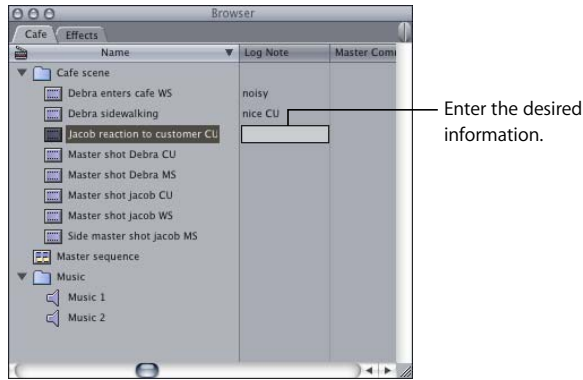 Browser
Cafe Effects
Name Log Note Master Com
Cafe scene
Debra enters cafe WS noisy
Debra sidewalking nice CU
Jacob reaction to customer CU
Master shot Debra CU
Master shot Debra MS
Master shot jacob CU
Master shot jacob WS
Side master shot jacob MS
Master sequence
Music
Music 1
Music 2
Enter the desired
information.